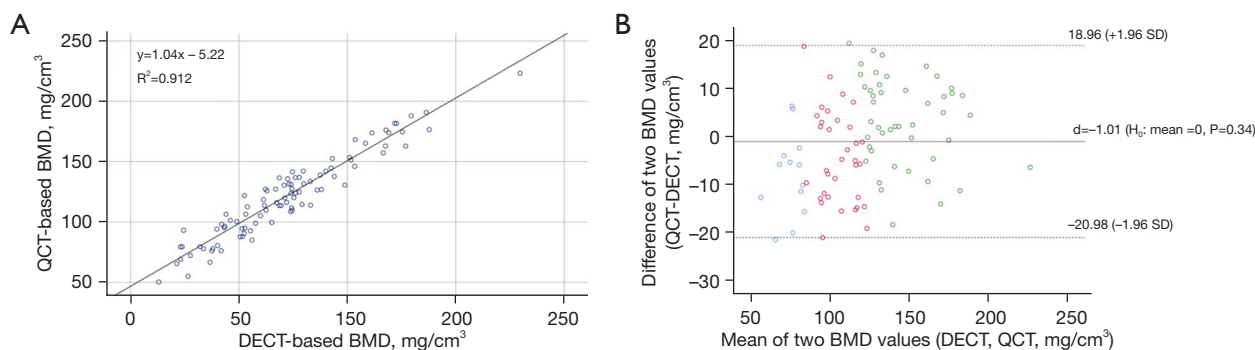 A
250
200
150
100
50
QCT-based BMD, mg/cm³
y=1.04x – 5.22
R²=0.912
0
50
150
200
250
DECT-based BMD, mg/cm³
B
20
10
0
–10
–20
–30
Difference of two BMD values
(QCT-DECT, mg/cm³)
18.96 (+1.96 SD)
d=–1.01 (H₀: mean =0, P=0.34)
–20.98 (–1.96 SD)
50
100
150
200
250
Mean of two BMD values (DECT, QCT, mg/cm³)